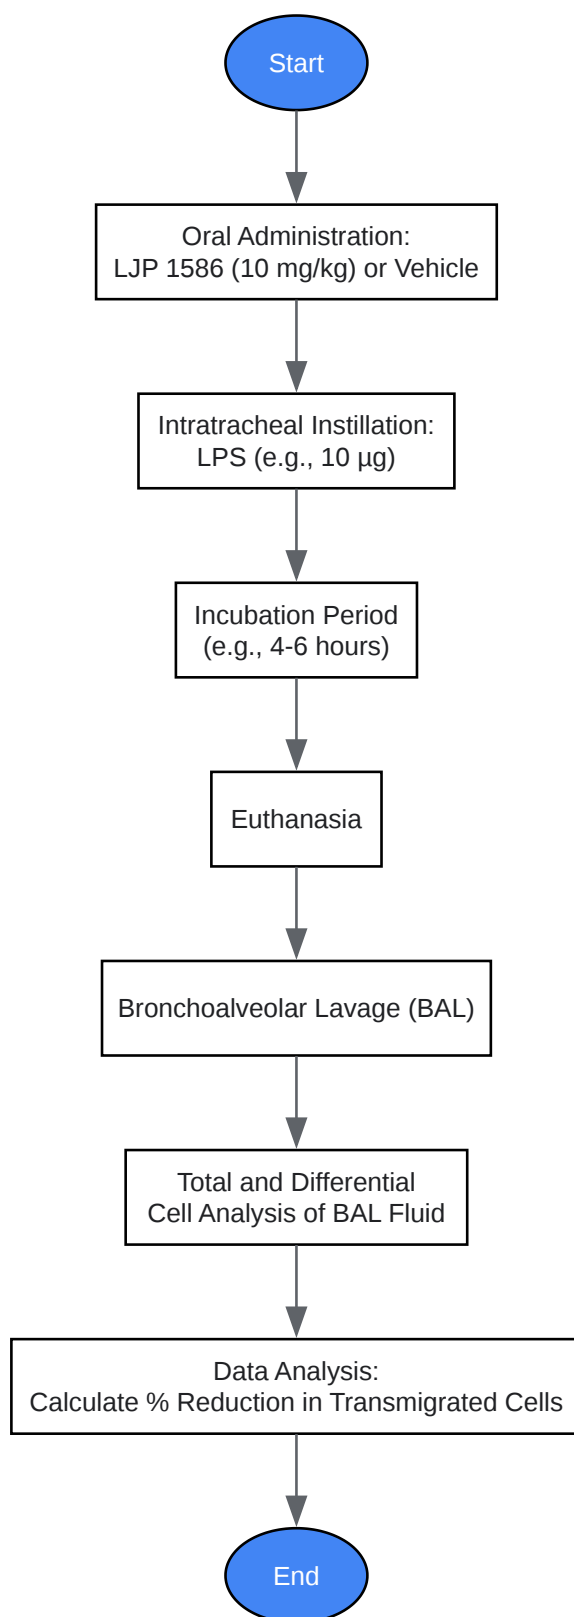 Start
Oral Administration:
LJP 1586 (10 mg/kg) or Vehicle
Intratracheal Instillation:
LPS (e.g., 10 µg)
Incubation Period
(e.g., 4-6 hours)
Euthanasia
Bronchoalveolar Lavage (BAL)
Total and Differential
Cell Analysis of BAL Fluid
Data Analysis:
Calculate % Reduction in Transmigrated Cells
End